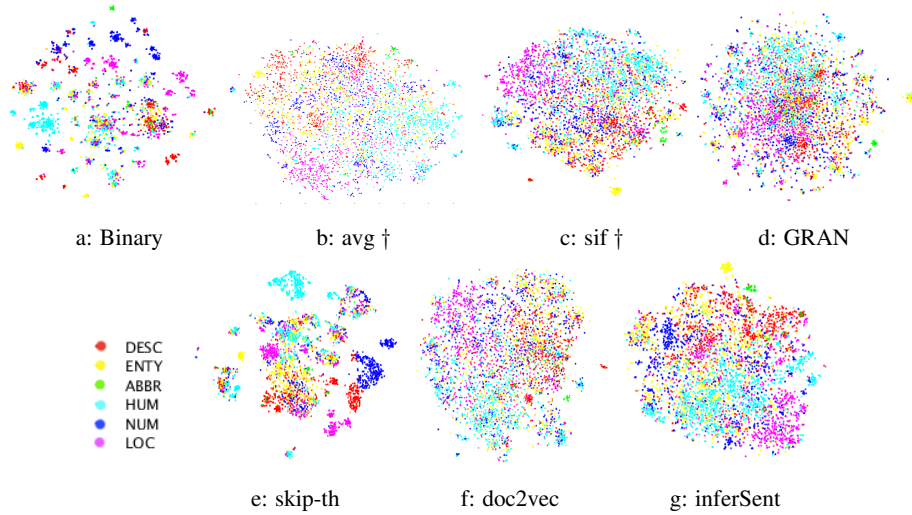 a: Binary
b: avg †
c: sif †
d: GRAN
DESC
ENTY
ABBR
HUM
NUM
LOC
e: skip-th
f: doc2vec
g: inferSent